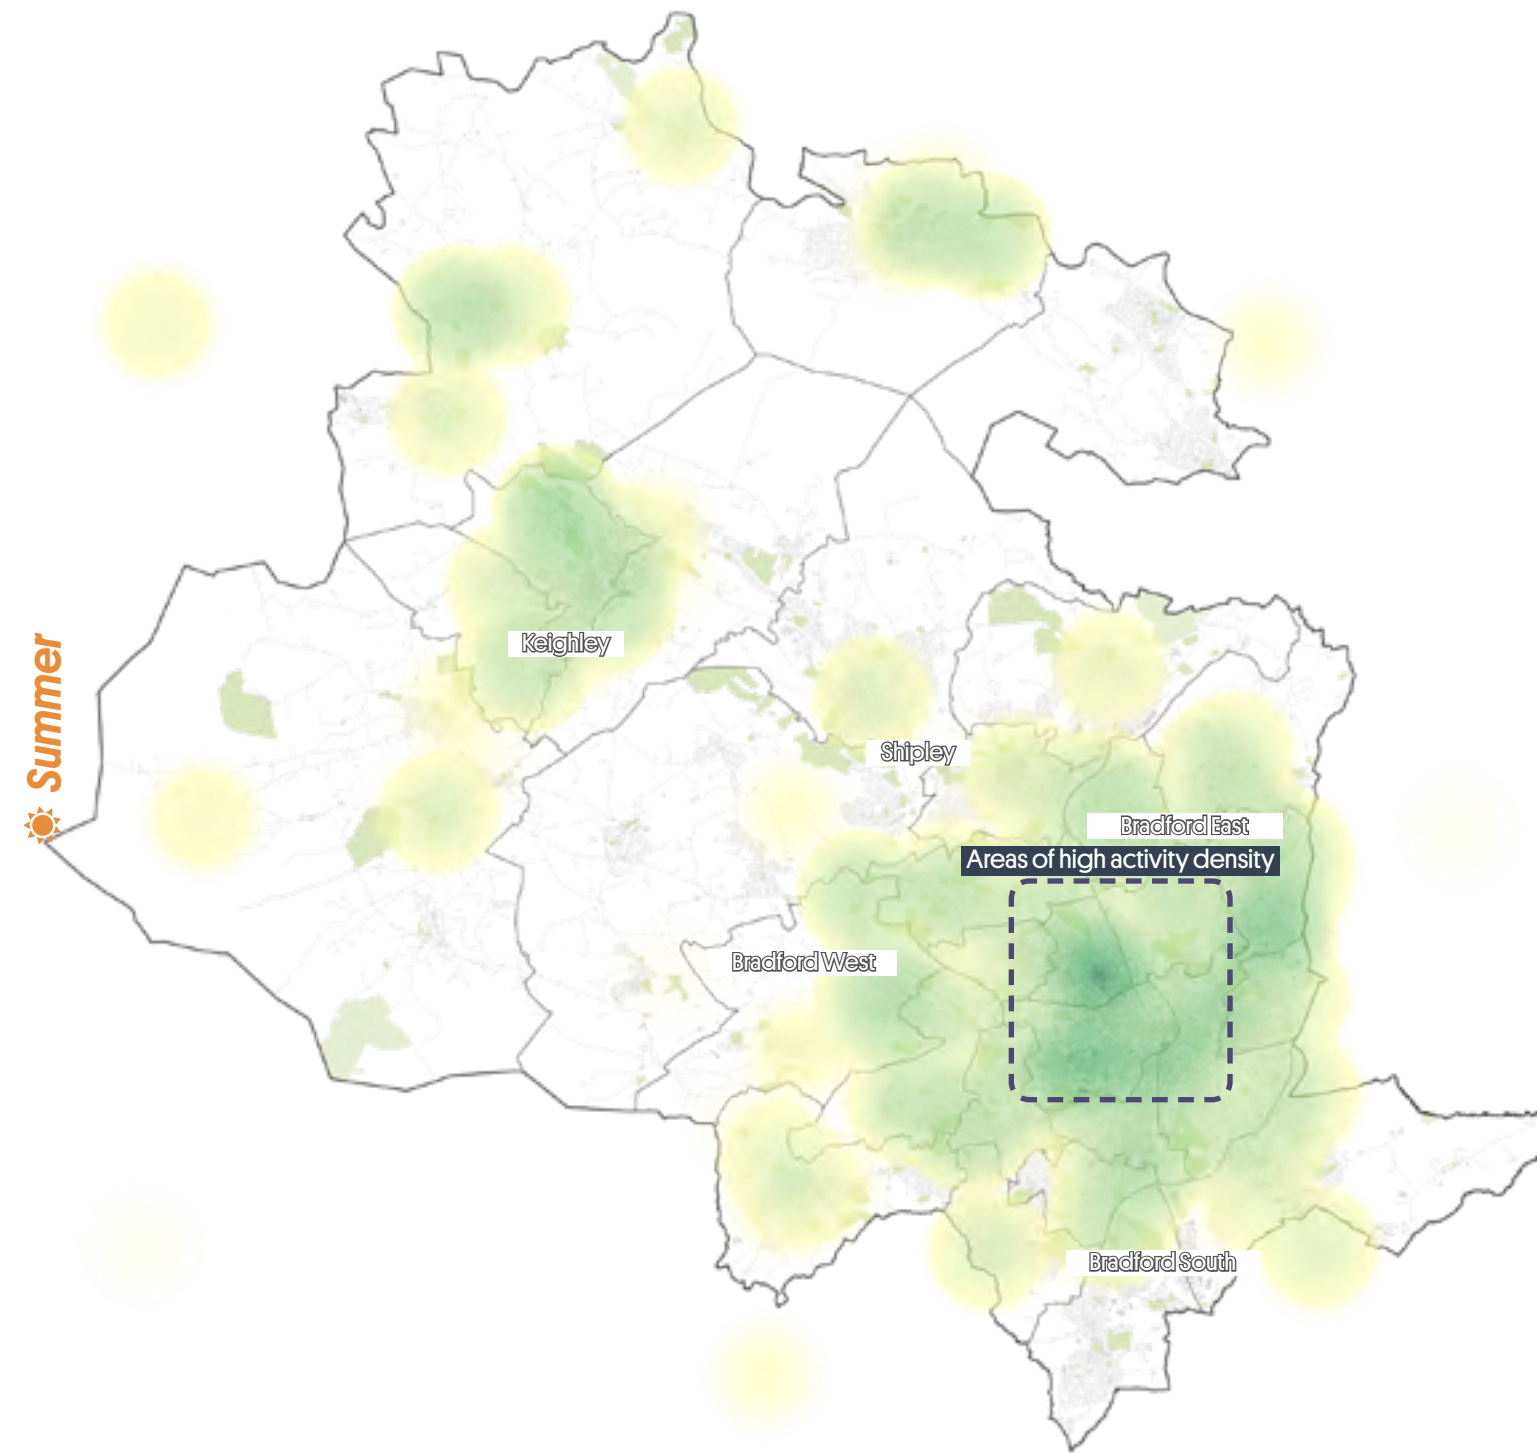 Summer
Keighley
Shipley
Bradford East
Areas of high activity density
Bradford West
Bradford South